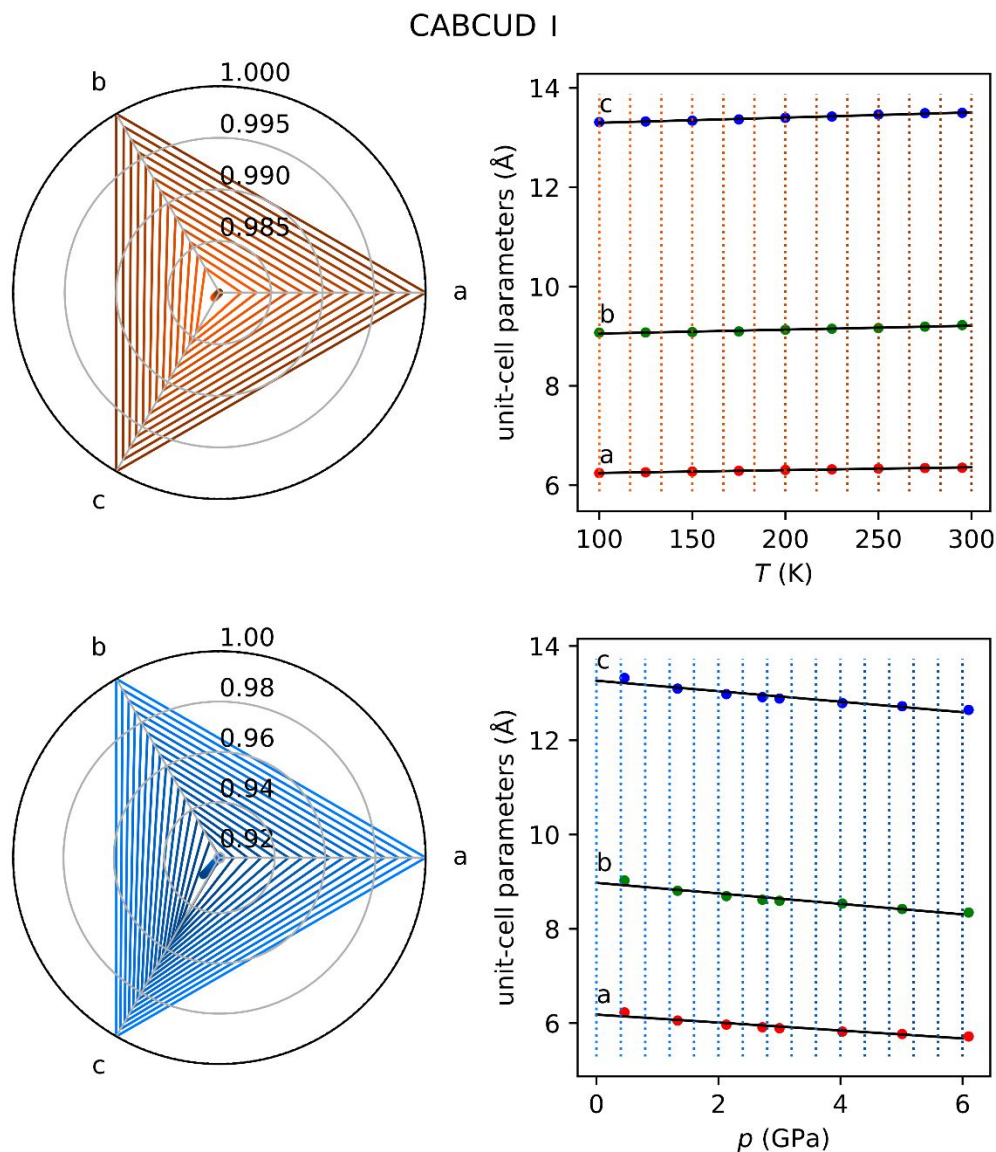 CABCUD I
b
1.000
0.995
0.990
0.985
a
c
unit-cell parameters (Å)
14
12
10
8
6
c
b
a
100
150
200
250
300
T (K)
b
1.00
0.98
0.96
0.94
0.92
a
c
unit-cell parameters (Å)
14
12
10
8
6
c
b
a
0
2
4
6
p (GPa)